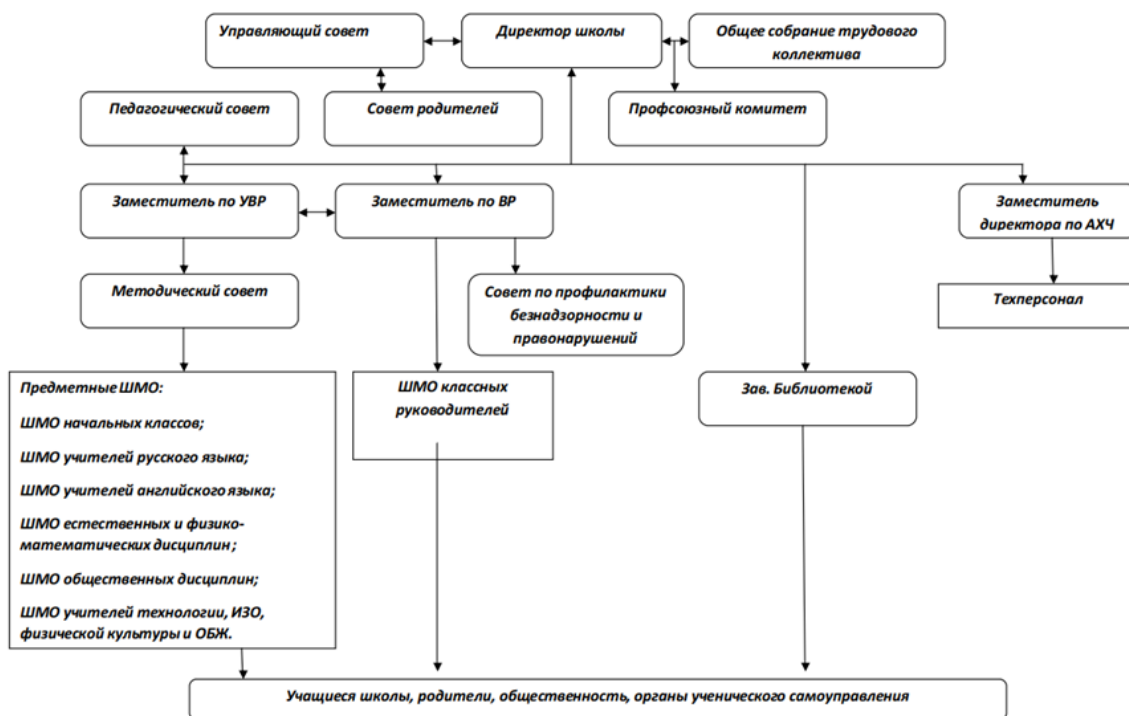 Управляющий совет
Директор школы
Общее собрание трудового
коллектива
Педагогический совет
Совет родителей
Профсоюзный комитет
Заместитель по УВР
Заместитель по ВР
Заместитель
директора по АХЧ
Методический совет
Совет по профилактики
безнадзорности и
правонарушений
Техперсонал
Предметные ШМО:
ШМО начальных классов;
ШМО учителей русского языка;
ШМО учителей английского языка;
ШМО естественных и физико-
математических дисциплин;
ШМО общественных дисциплин;
ШМО учителей технологии, ИЗО,
физической культуры и ОБЖ.
ШМО классных
руководителей
Зав. Библиотекой
Учащиеся школы, родители, общественность, органы ученического самоуправления